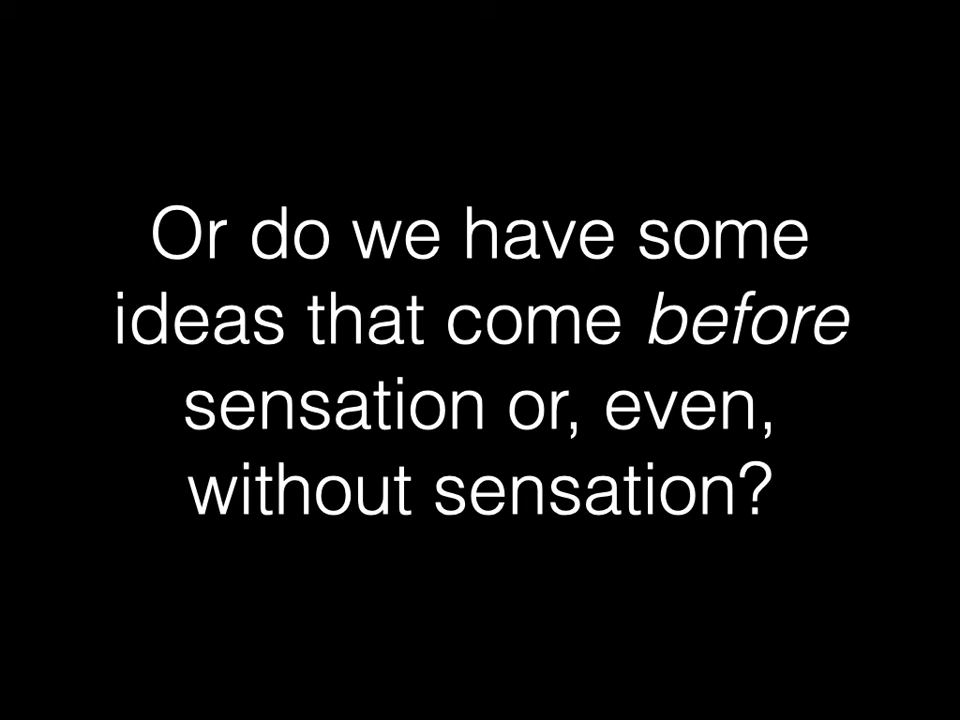 Or do we have some
ideas that come before
sensation or, even,
without sensation?